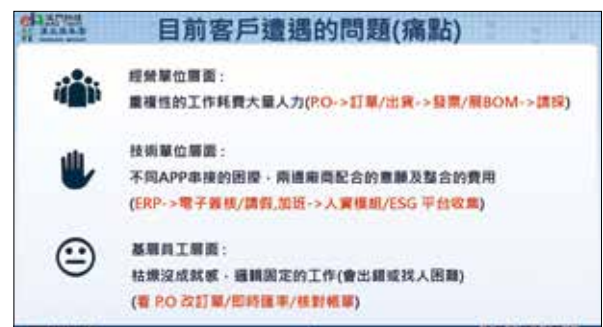 目前客戶遭遇的問題(痛點)
經營單位層面：
重複性的工作耗費大量人力(P.O->訂單/出貨->發票/展BOM->請採)
技術單位層面：
不同APP串接的困擾，兩邊廠商配合的意願及整合的費用
(ERP->電子簽核/請假,加班->人資模組/ESG 平台收集)
基層員工層面：
枯燥沒成就感，邏輯固定的工作(會出錯或找人困難)
(看 P.O 改訂單/即時匯率/核對帳單)